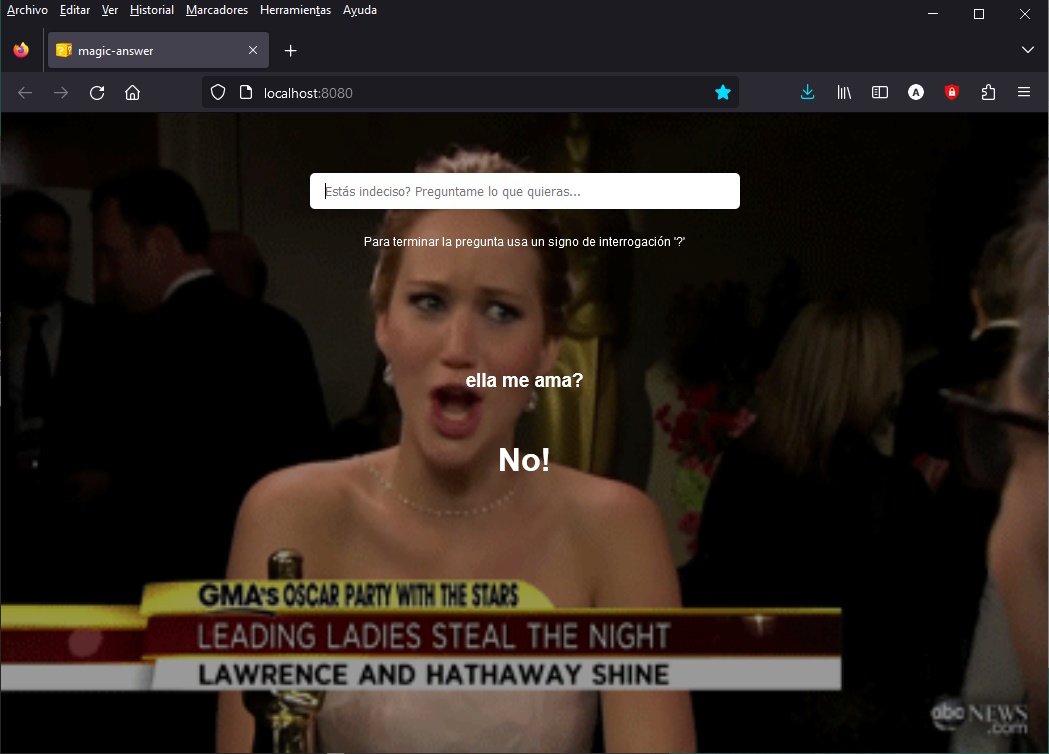 Archivo Editar Ver Historial Marcadores Herramientas Ayuda
magic-answer
localhost:8080
Estás indeciso? Preguntame lo que quieras...
Para terminar la pregunta usa un signo de interrogación '?'
ella me ama?
No!
GMA's OSCAR PARTY WITH THE STARS
LEADING LADIES STEAL THE NIGHT
LAWRENCE AND HATHAWAY SHINE
abc NEWS
.com